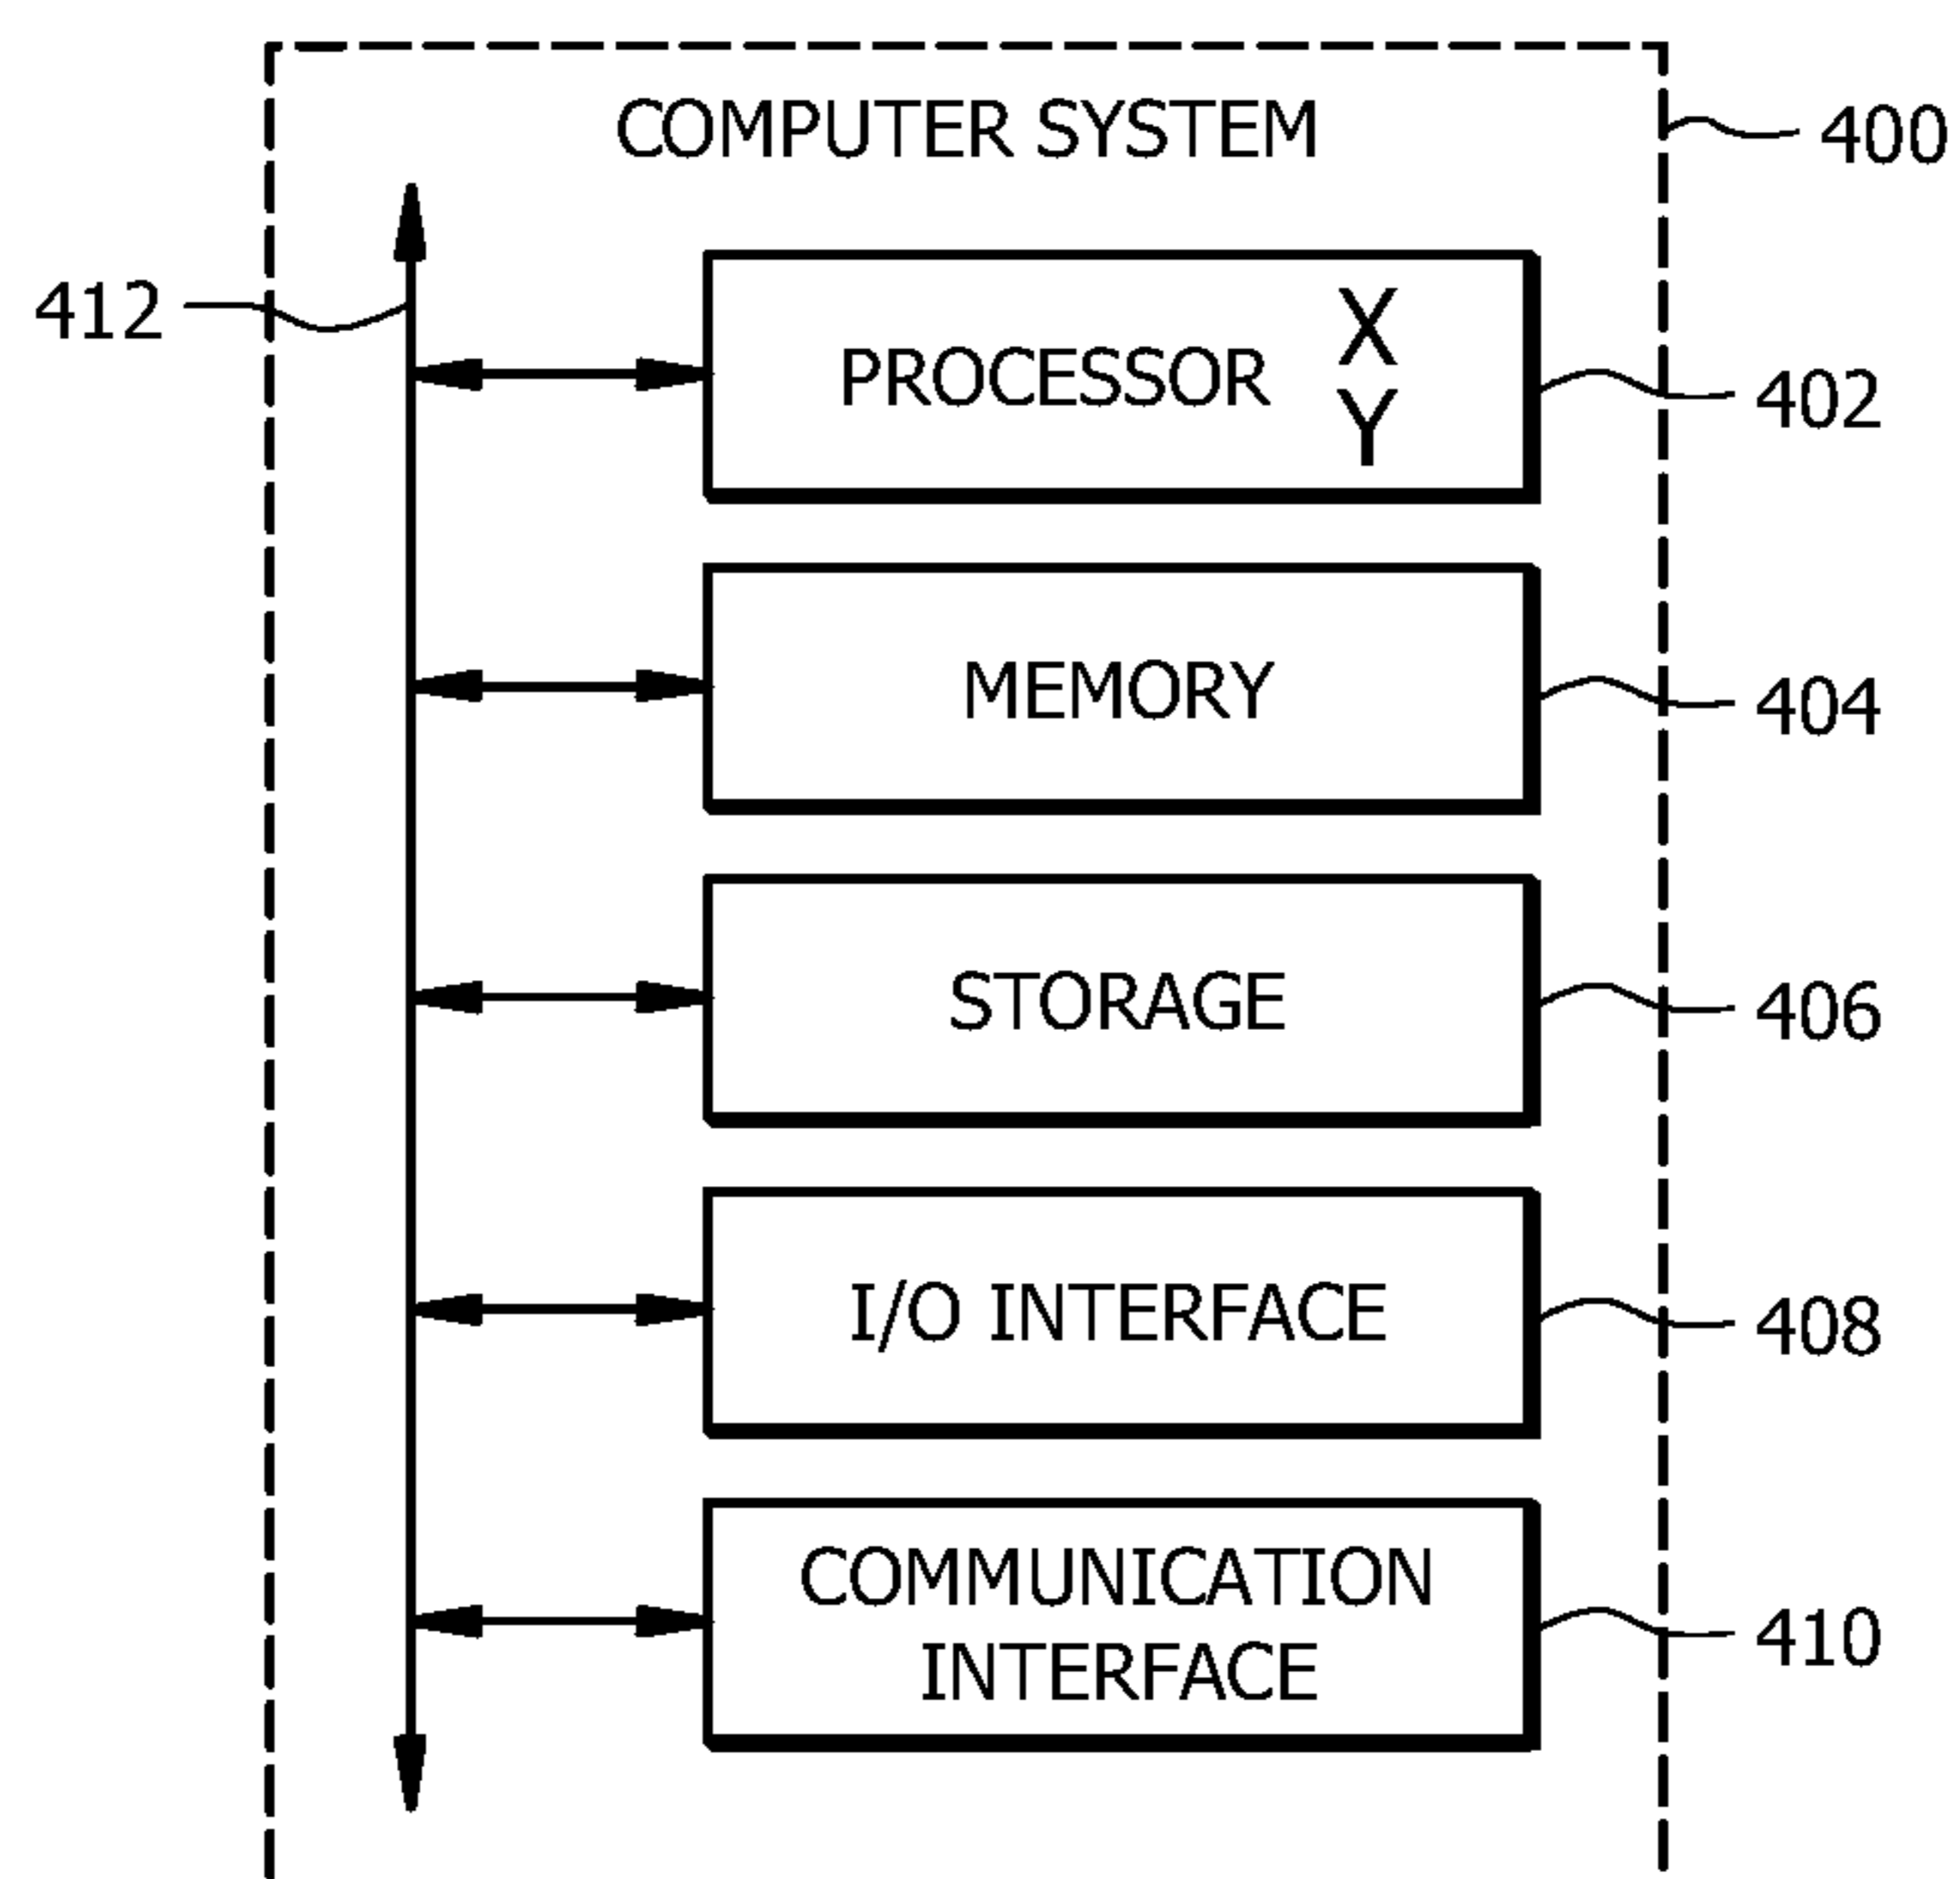 COMPUTER SYSTEM
400
412
PROCESSOR
X
Y
402
MEMORY
404
STORAGE
406
I/O INTERFACE
408
COMMUNICATION
INTERFACE
410